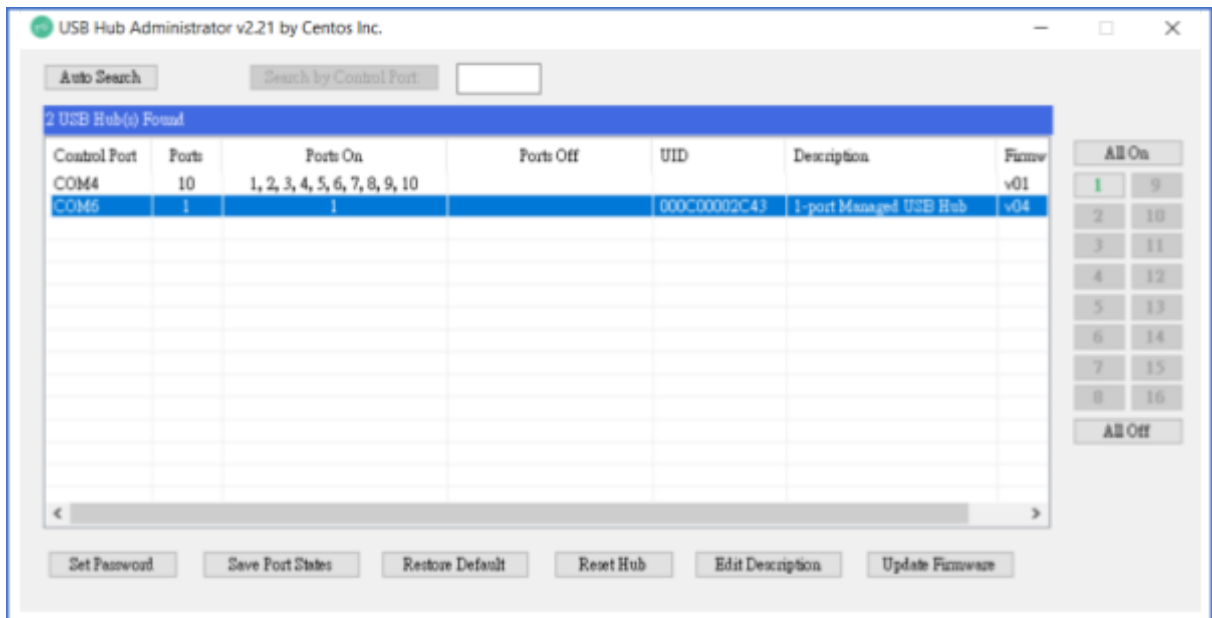 USB Hub Administrator v2.21 by Centos Inc.
Auto Search Search by Control Port:
2 USB Hub(s) Found
Control Port Ports Ports On Ports Off UID Description Firmw
COM4 10 1, 2, 3, 4, 5, 6, 7, 8, 9, 10 v01
COM6 1 1 000C00002C43 1-port Managed USB Hub v04
All On
1 9
2 10
3 11
4 12
5 13
6 14
7 15
8 16
All Off
Set Password Save Port States Restore Default Reset Hub Edit Description Update Firmware